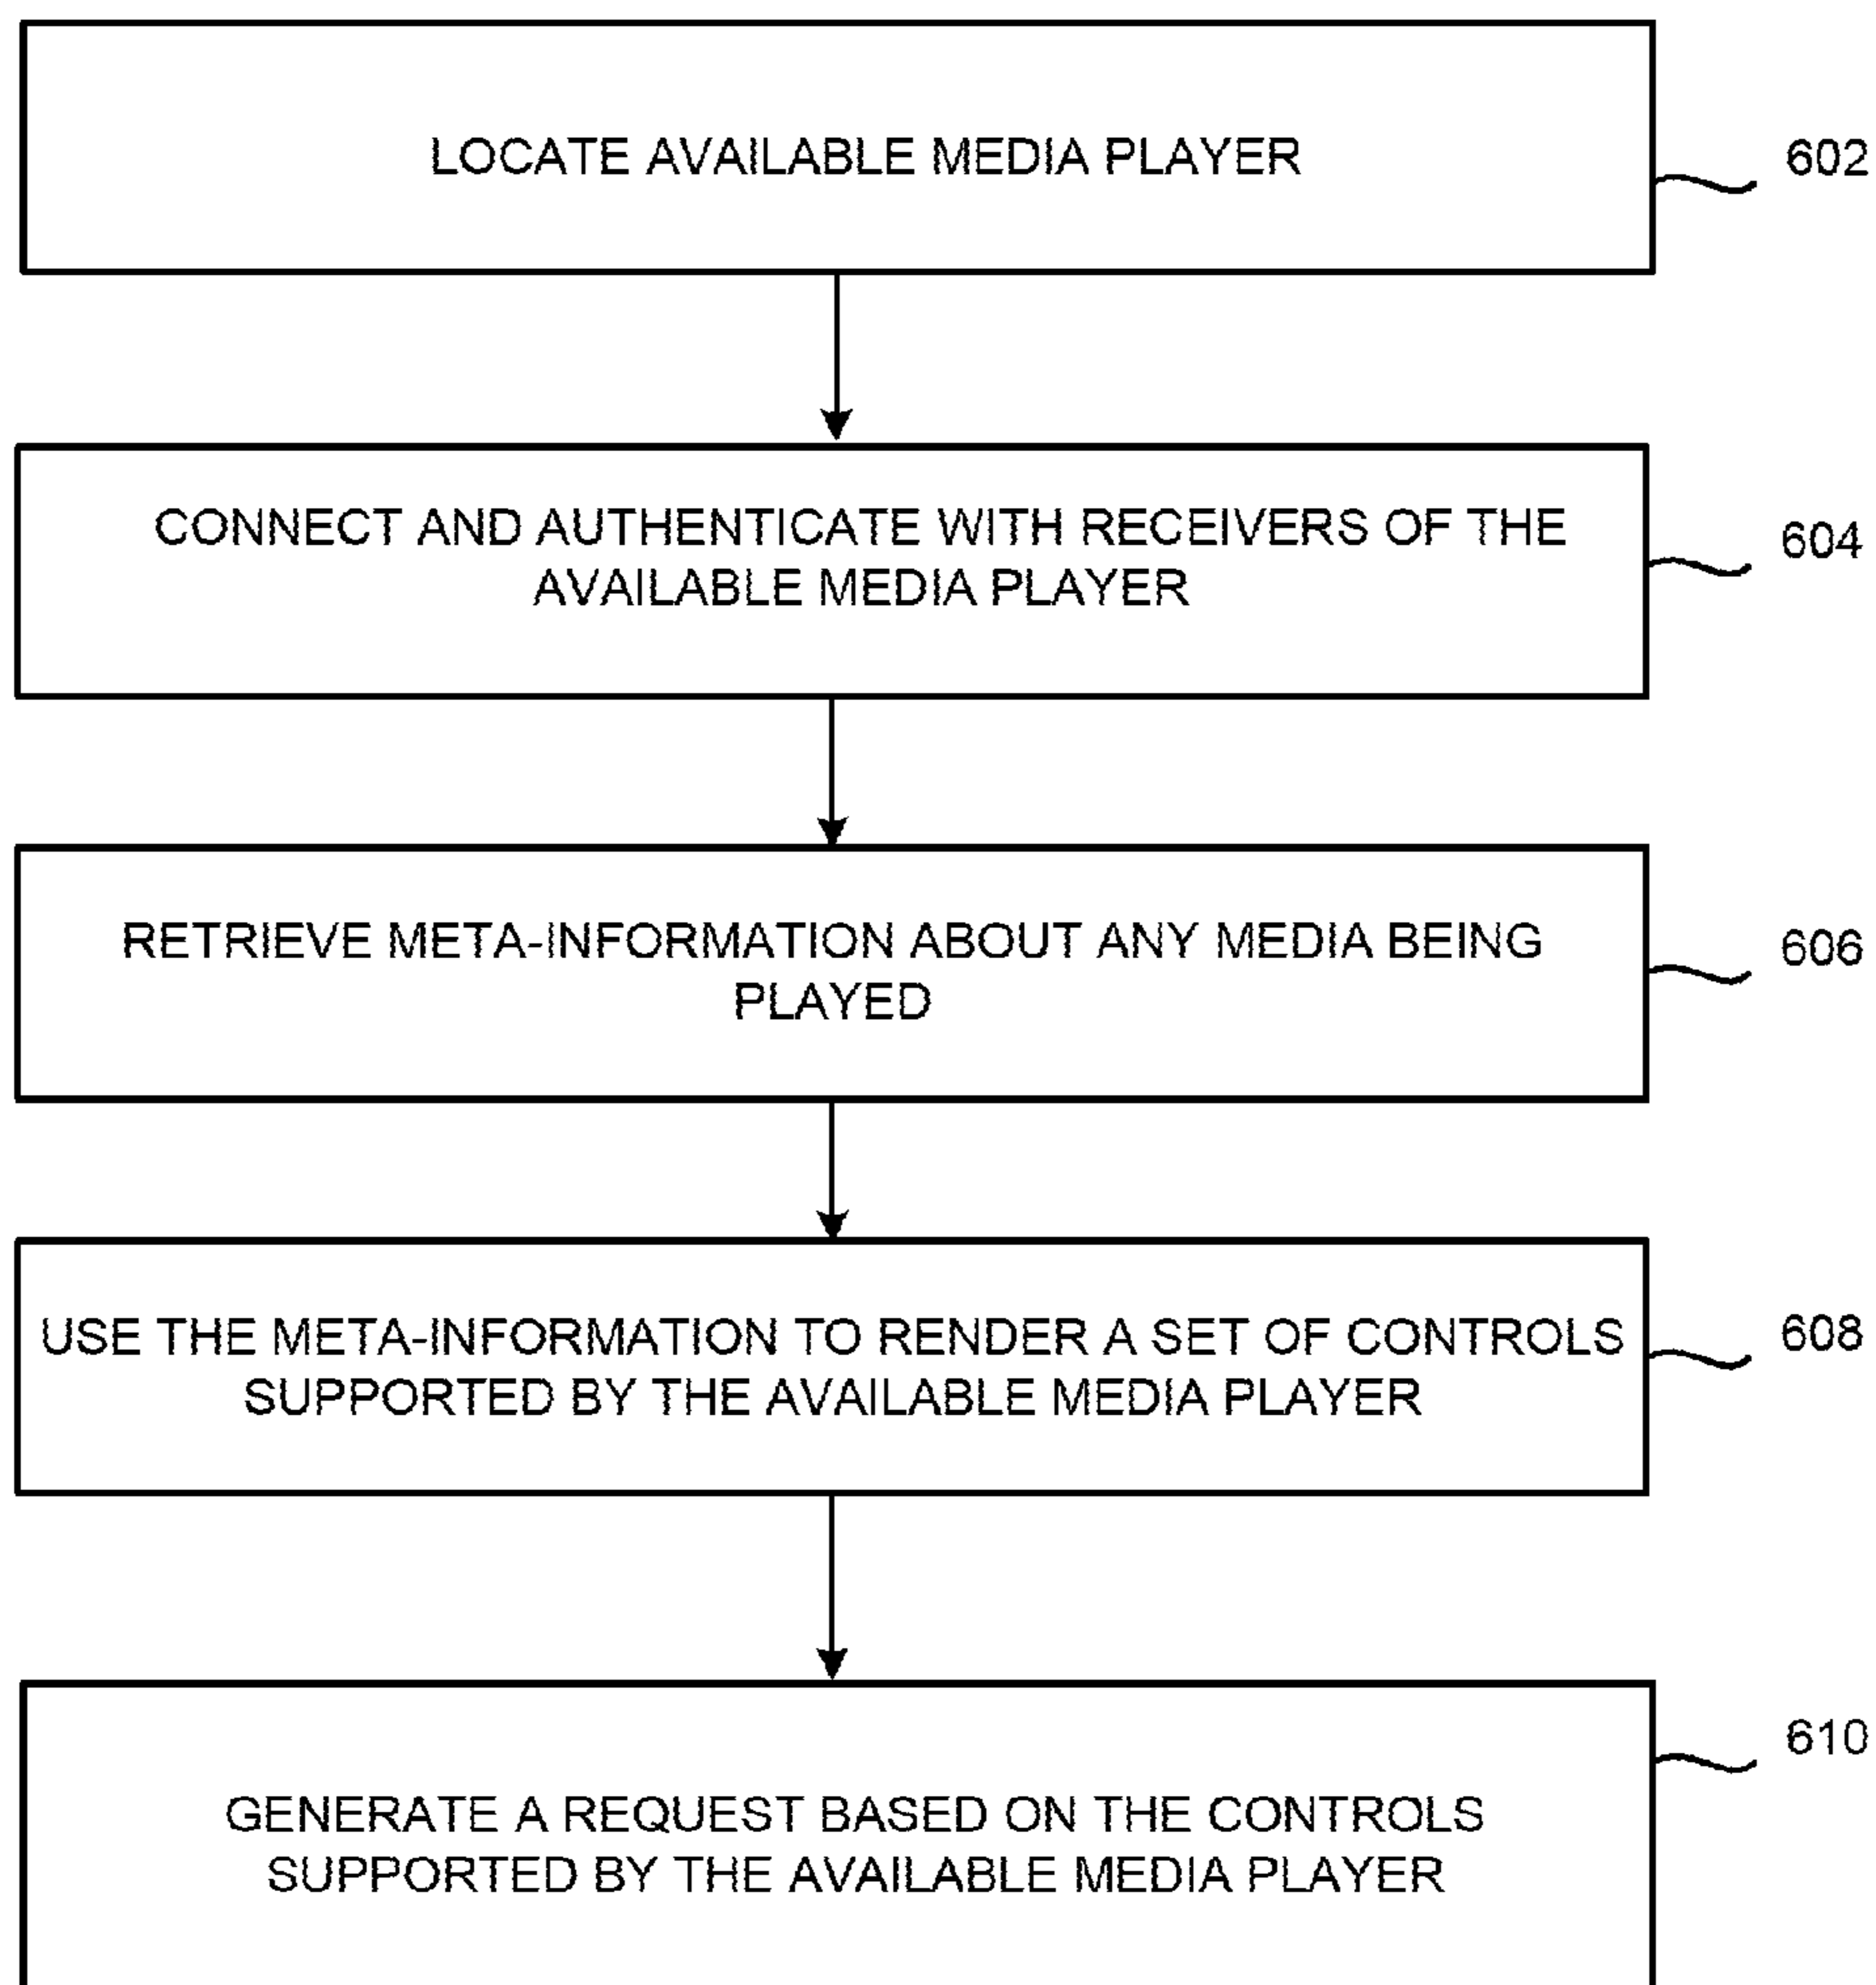 LOCATE AVAILABLE MEDIA PLAYER
602
CONNECT AND AUTHENTICATE WITH RECEIVERS OF THE
AVAILABLE MEDIA PLAYER
604
RETRIEVE META-INFORMATION ABOUT ANY MEDIA BEING
PLAYED
606
USE THE META-INFORMATION TO RENDER A SET OF CONTROLS
SUPPORTED BY THE AVAILABLE MEDIA PLAYER
608
GENERATE A REQUEST BASED ON THE CONTROLS
SUPPORTED BY THE AVAILABLE MEDIA PLAYER
610